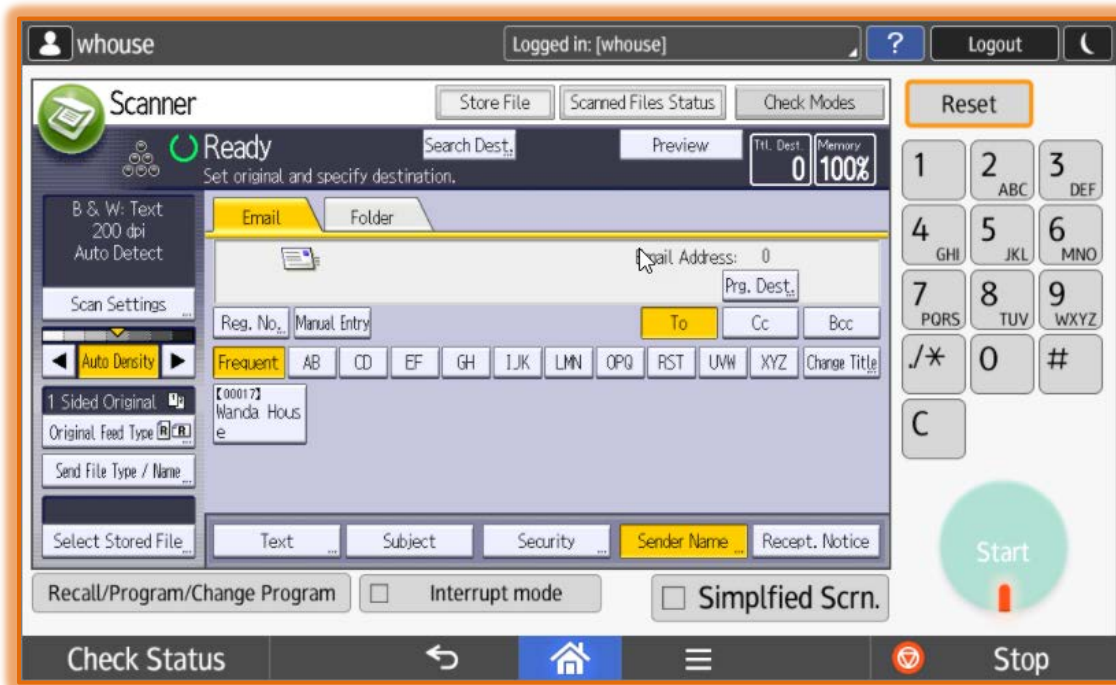 whouse
Logged in: [whouse]
?
Logout
Scanner
Store File
Scanned Files Status
Check Modes
Reset
Ready
Search Dest.
Preview
Ttl. Dest.
0
Memory
100%
Set original and specify destination.
B & W: Text
200 dpi
Auto Detect
Scan Settings
Auto Density
1 Sided Original
Original Feed Type
Send File Type / Name
Select Stored File
Email
Folder
Email Address: 0
Prg. Dest.
Reg. No.
Manual Entry
To
Cc
Bcc
Frequent
AB
CD
EF
GH
IJK
LMN
OPQ
RST
UVW
XYZ
Change Title
【00017】
Wanda Hous
e
Text
Subject
Security
Sender Name
Recept. Notice
1
2 ABC
3 DEF
4 GHI
5 JKL
6 MNO
7 PQRS
8 TUV
9 WXYZ
./*
0
#
C
Start
Recall/Program/Change Program
Interrupt mode
Simplfied Scrn.
Check Status
Stop